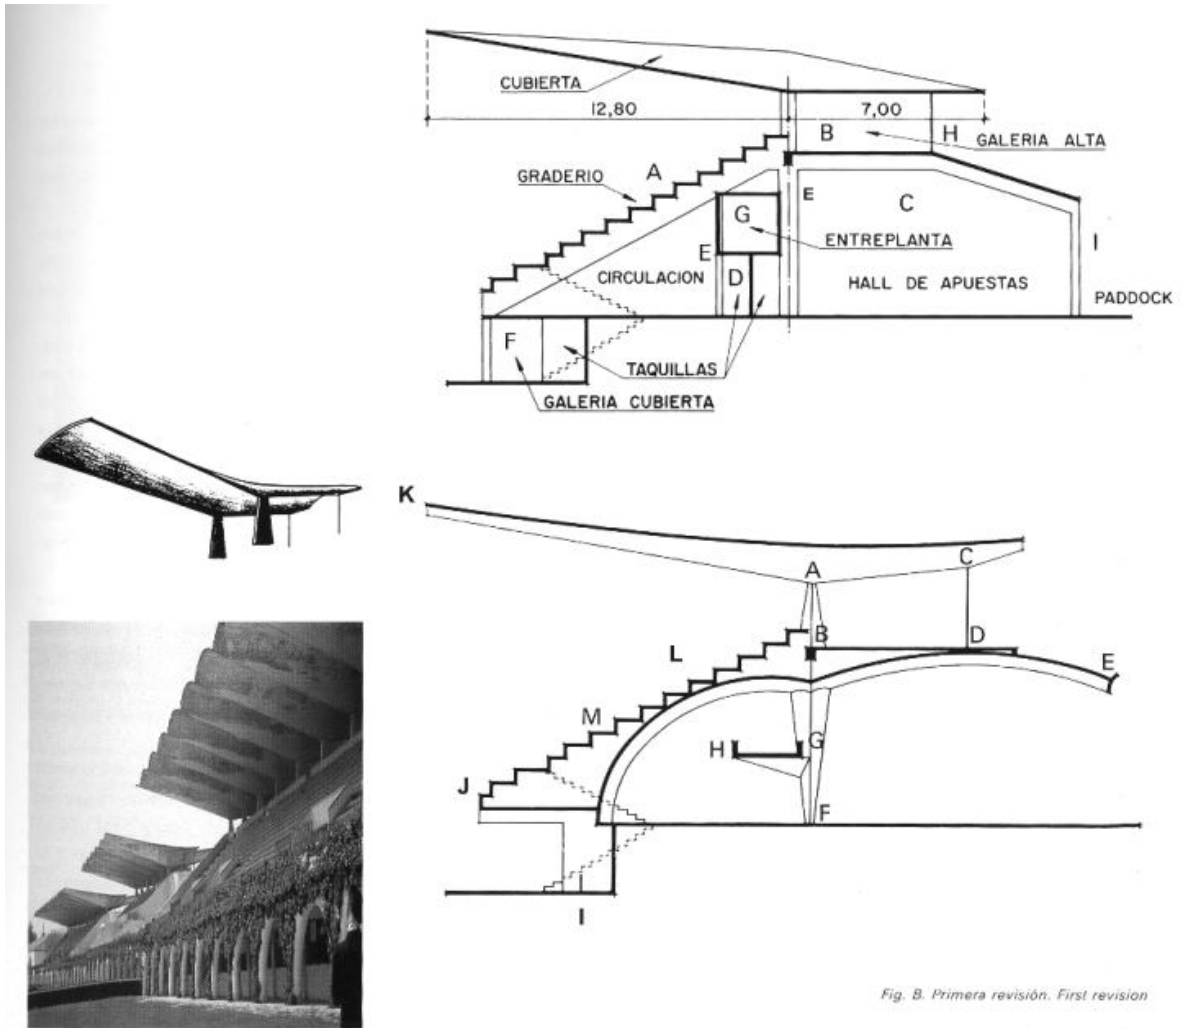 CUBIERTA
12,80
7,00
B
H
GALERIA ALTA
A
GRADERIO
E
C
G
ENTREPLANTA
E
I
CIRCULACION
D
HALL DE APUESTAS
PADDOCK
F
TAQUILLAS
GALERIA CUBIERTA
K
A
C
B
D
L
E
M
H
G
J
F
I
Fig. B. Primera revisión. First revision